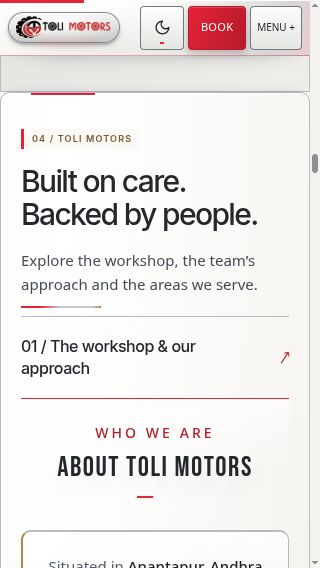 TOLI MOTORS
BOOK
MENU +
04 / TOLI MOTORS
Built on care.
Backed by people.
Explore the workshop, the team's
approach and the areas we serve.
01 / The workshop & our
approach
↗
WHO WE ARE
ABOUT TOLI MOTORS
Situated in Anantapur, Andhra